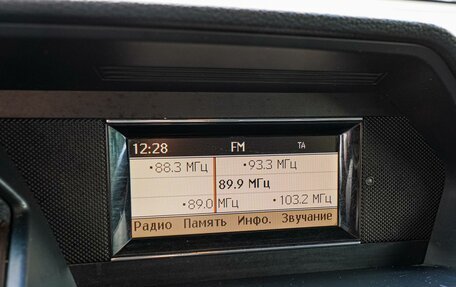 12:28 FM TA
•88.3 МГц •93.3 МГц
89.9 МГц
•89.0 МГц •103.2 МГц
Радио Память Инфо. Звучание